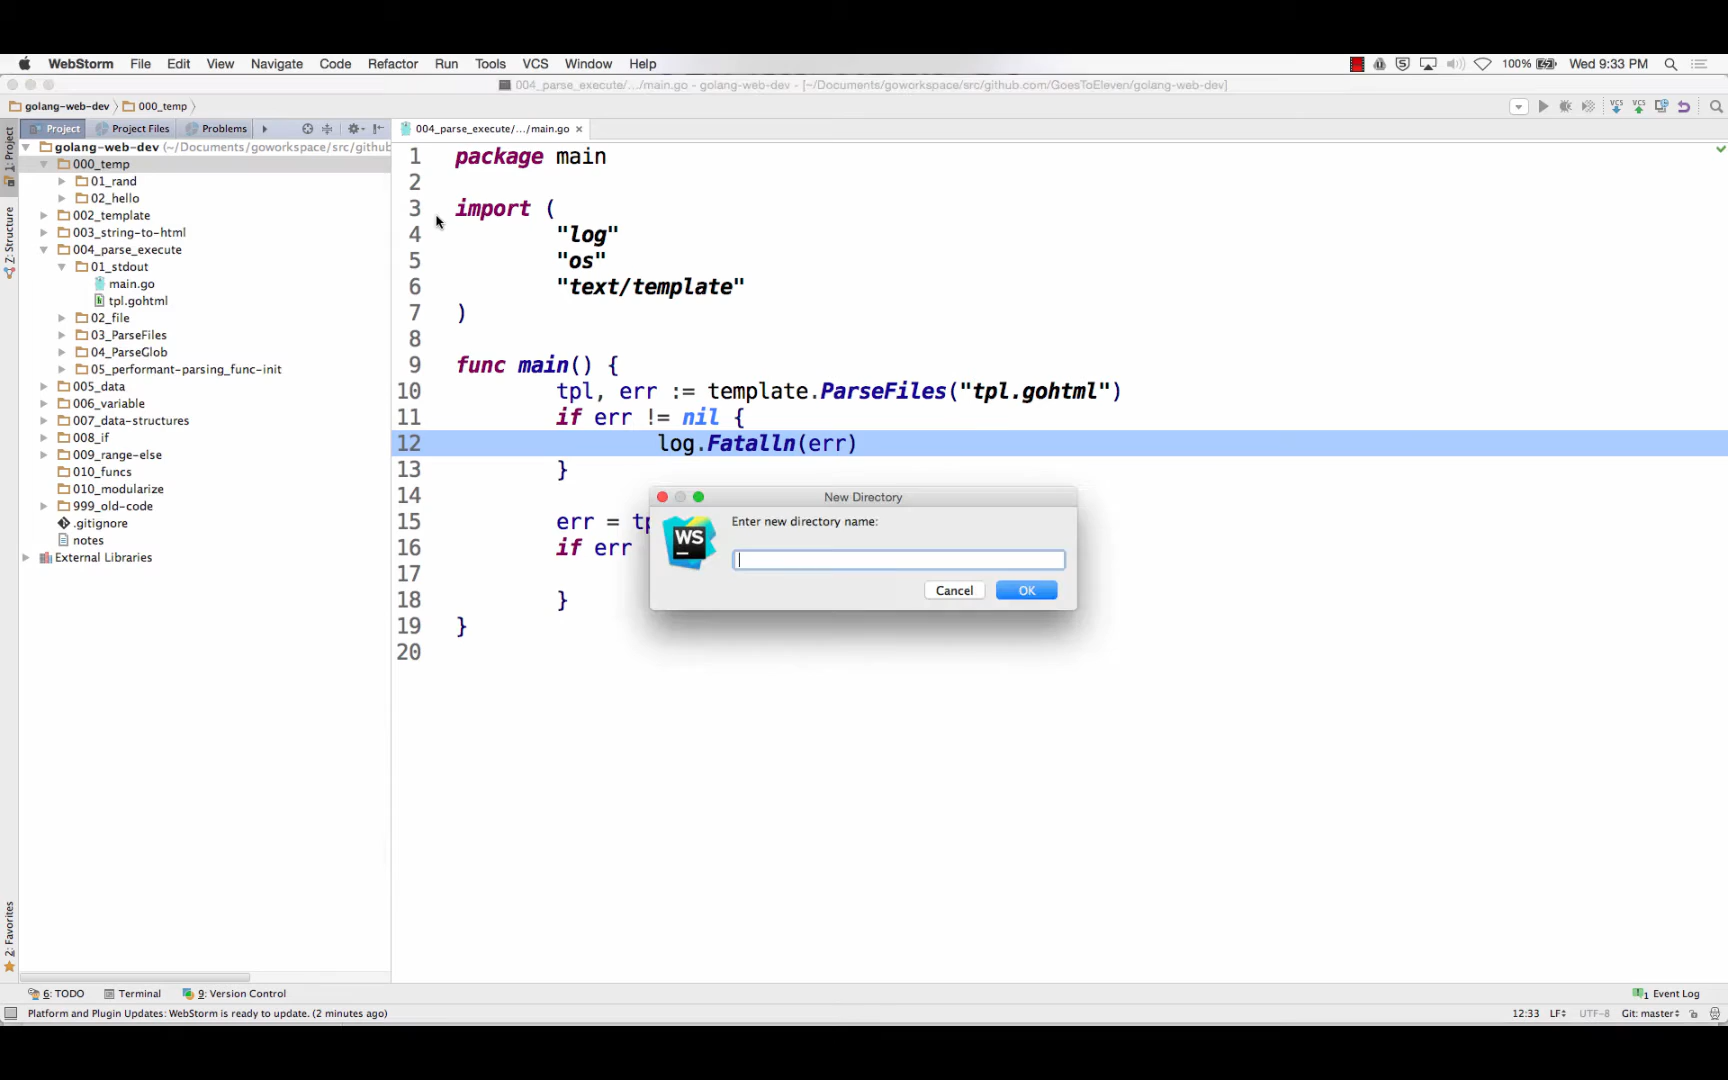 WebStorm File Edit View Navigate Code Refactor Run Tools VCS Window Help 100% Wed 9:33 PM
004_parse_execute/.../main.go - golang-web-dev - [~/Documents/goworkspace/src/github.com/GoesToEleven/golang-web-dev]
golang-web-dev 000_temp
Project Project Files Problems 004_parse_execute/.../main.go
1: Project
golang-web-dev (~/Documents/goworkspace/src/github
000_temp
01_rand
02_hello
002_template
003_string-to-html
004_parse_execute
01_stdout
main.go
tpl.gohtml
02_file
03_ParseFiles
04_ParseGlob
05_performant-parsing_func-init
005_data
006_variable
007_data-structures
008_if
009_range-else
010_funcs
010_modularize
999_old-code
.gitignore
notes
External Libraries
Z: Structure
2: Favorites
1 package main
2
3 import (
4 "log"
5 "os"
6 "text/template"
7 )
8
9 func main() {
10 tpl, err := template.ParseFiles("tpl.gohtml")
11 if err != nil {
12 log.Fatalln(err)
13 }
14
15 err = tp
16 if err
17
18 }
19 }
20
New Directory
WS
Enter new directory name:
Cancel OK
6: TODO Terminal 9: Version Control 1 Event Log
Platform and Plugin Updates: WebStorm is ready to update. (2 minutes ago) 12:33 LF UTF-8 Git: master